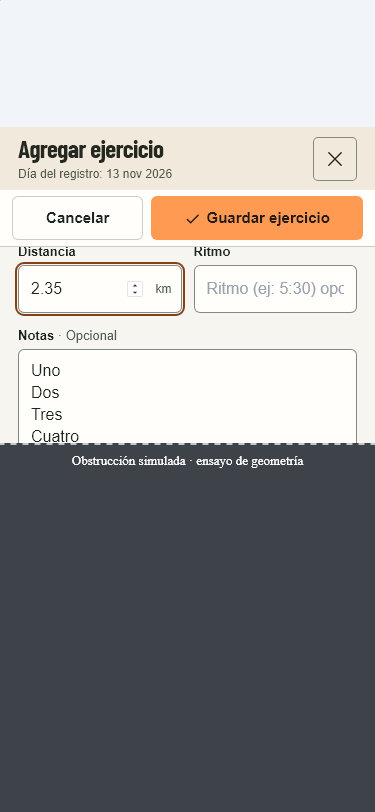 Agregar ejercicio
Día del registro: 13 nov 2026
Cancelar
Guardar ejercicio
Distancia
Ritmo
2.35
km
Ritmo (ej: 5:30) opc
Notas · Opcional
Uno
Dos
Tres
Cuatro
Obstrucción simulada · ensayo de geometría